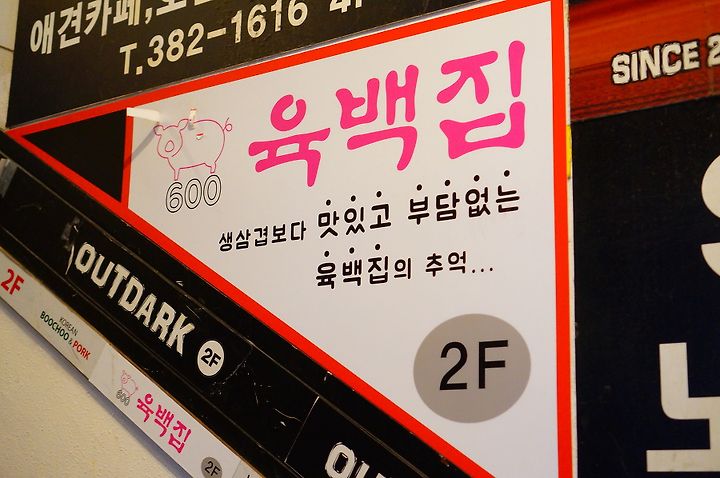 애견카페,
T.382-1616
SINCE 2
육백집
600
생삼겹보다 맛있고 부담없는
육백집의 추억...
2F
OUTDARK
2F
2F
KOREAN
BOOCHOO & PORK
600
육백집
2F
OU
노